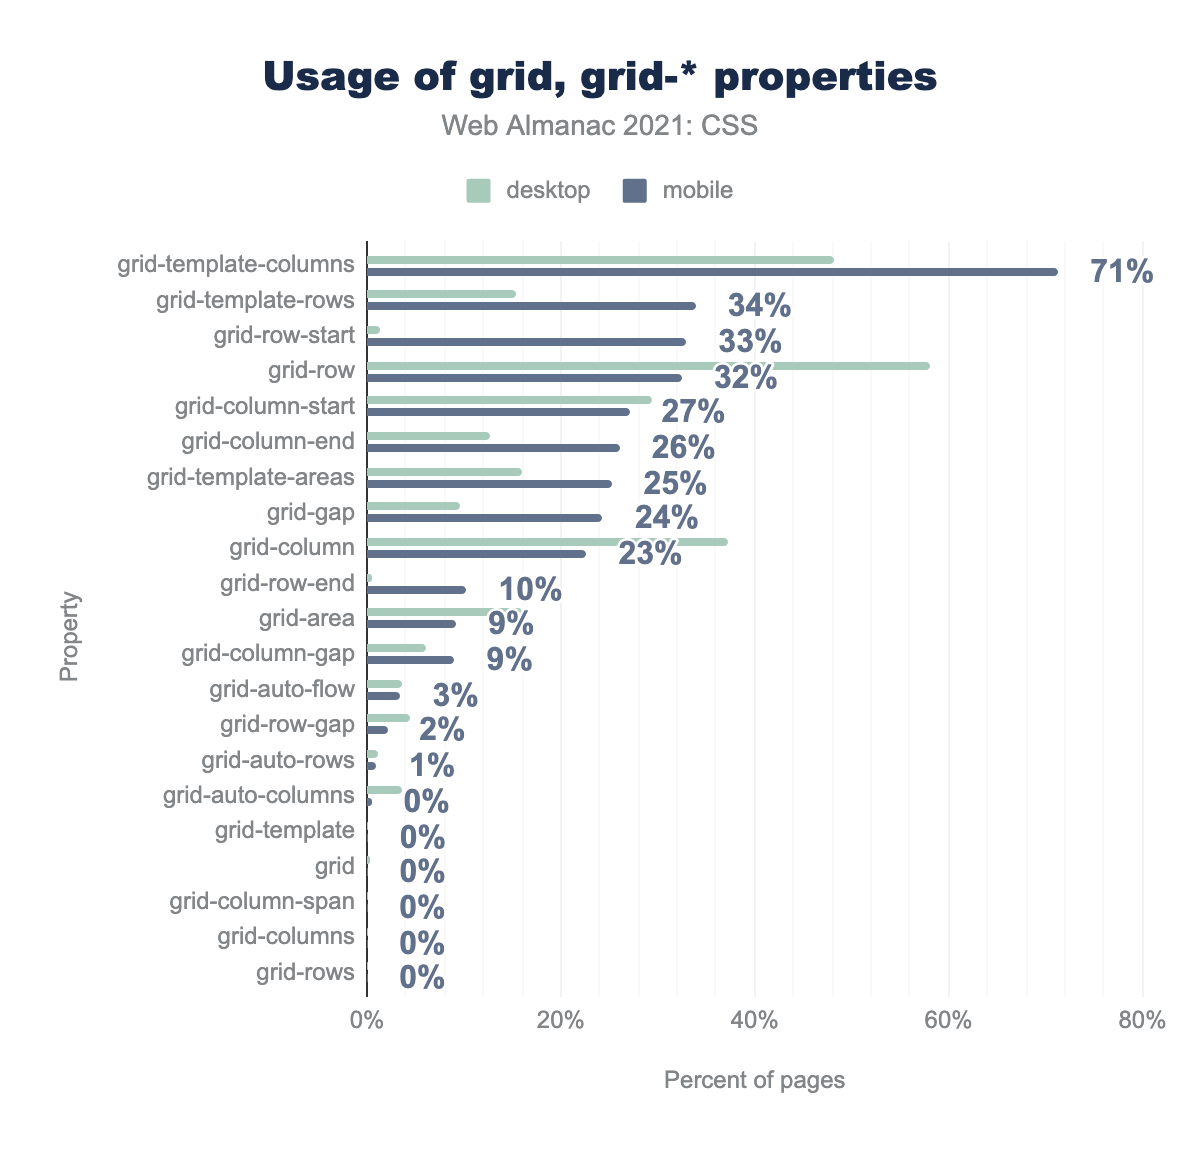 Usage of grid, grid-* properties
Web Almanac 2021: CSS
desktop mobile
grid-template-columns 71%
grid-template-rows 34%
grid-row-start 33%
grid-row 32%
grid-column-start 27%
grid-column-end 26%
grid-template-areas 25%
grid-gap 24%
grid-column 23%
grid-row-end 10%
grid-area 9%
grid-column-gap 9%
grid-auto-flow 3%
grid-row-gap 2%
grid-auto-rows 1%
grid-auto-columns 0%
grid-template 0%
grid 0%
grid-column-span 0%
grid-columns 0%
grid-rows 0%
Property
0% 20% 40% 60% 80%
Percent of pages